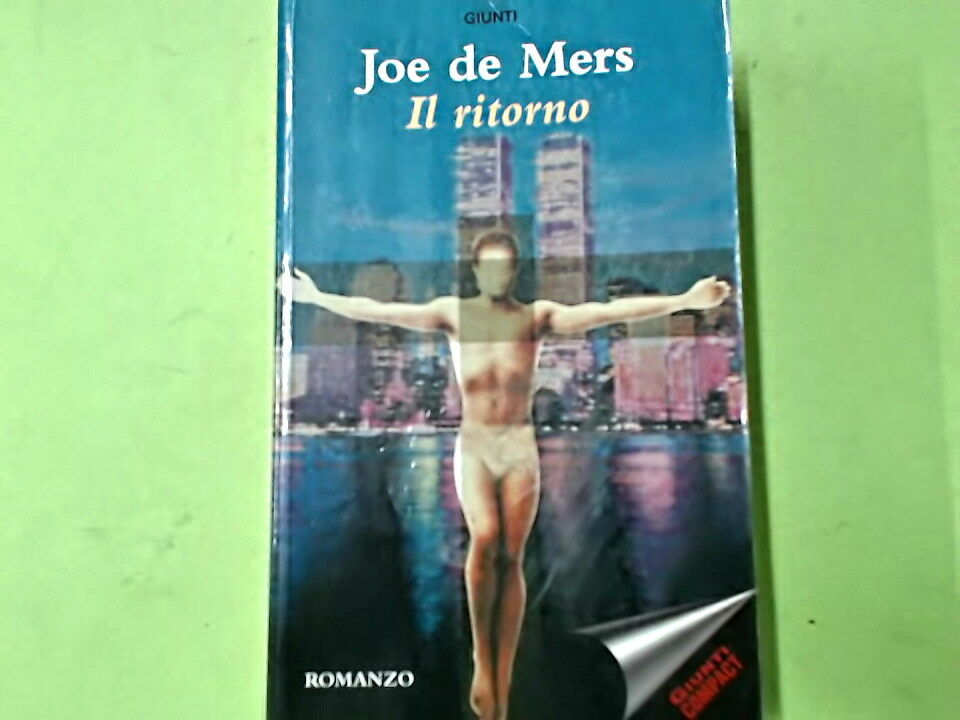 GIUNTI
Joe de Mers
Il ritorno
ROMANZO
GIUNTI
COMPACT